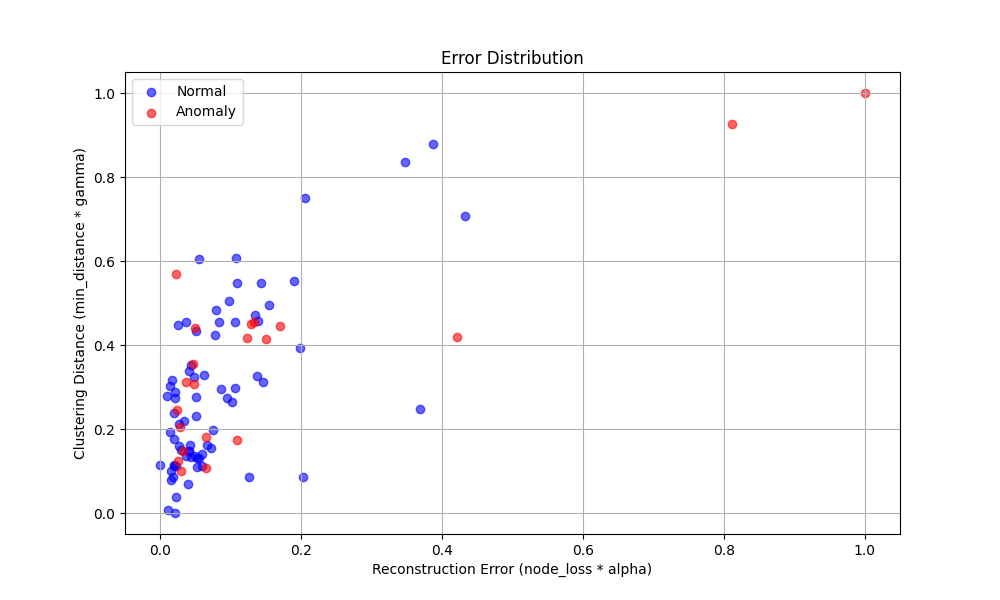 Error Distribution
Normal
Anomaly
1.0
0.8
0.6
0.4
0.2
0.0
Clustering Distance (min_distance * gamma)
0.0 0.2 0.4 0.6 0.8 1.0
Reconstruction Error (node_loss * alpha)